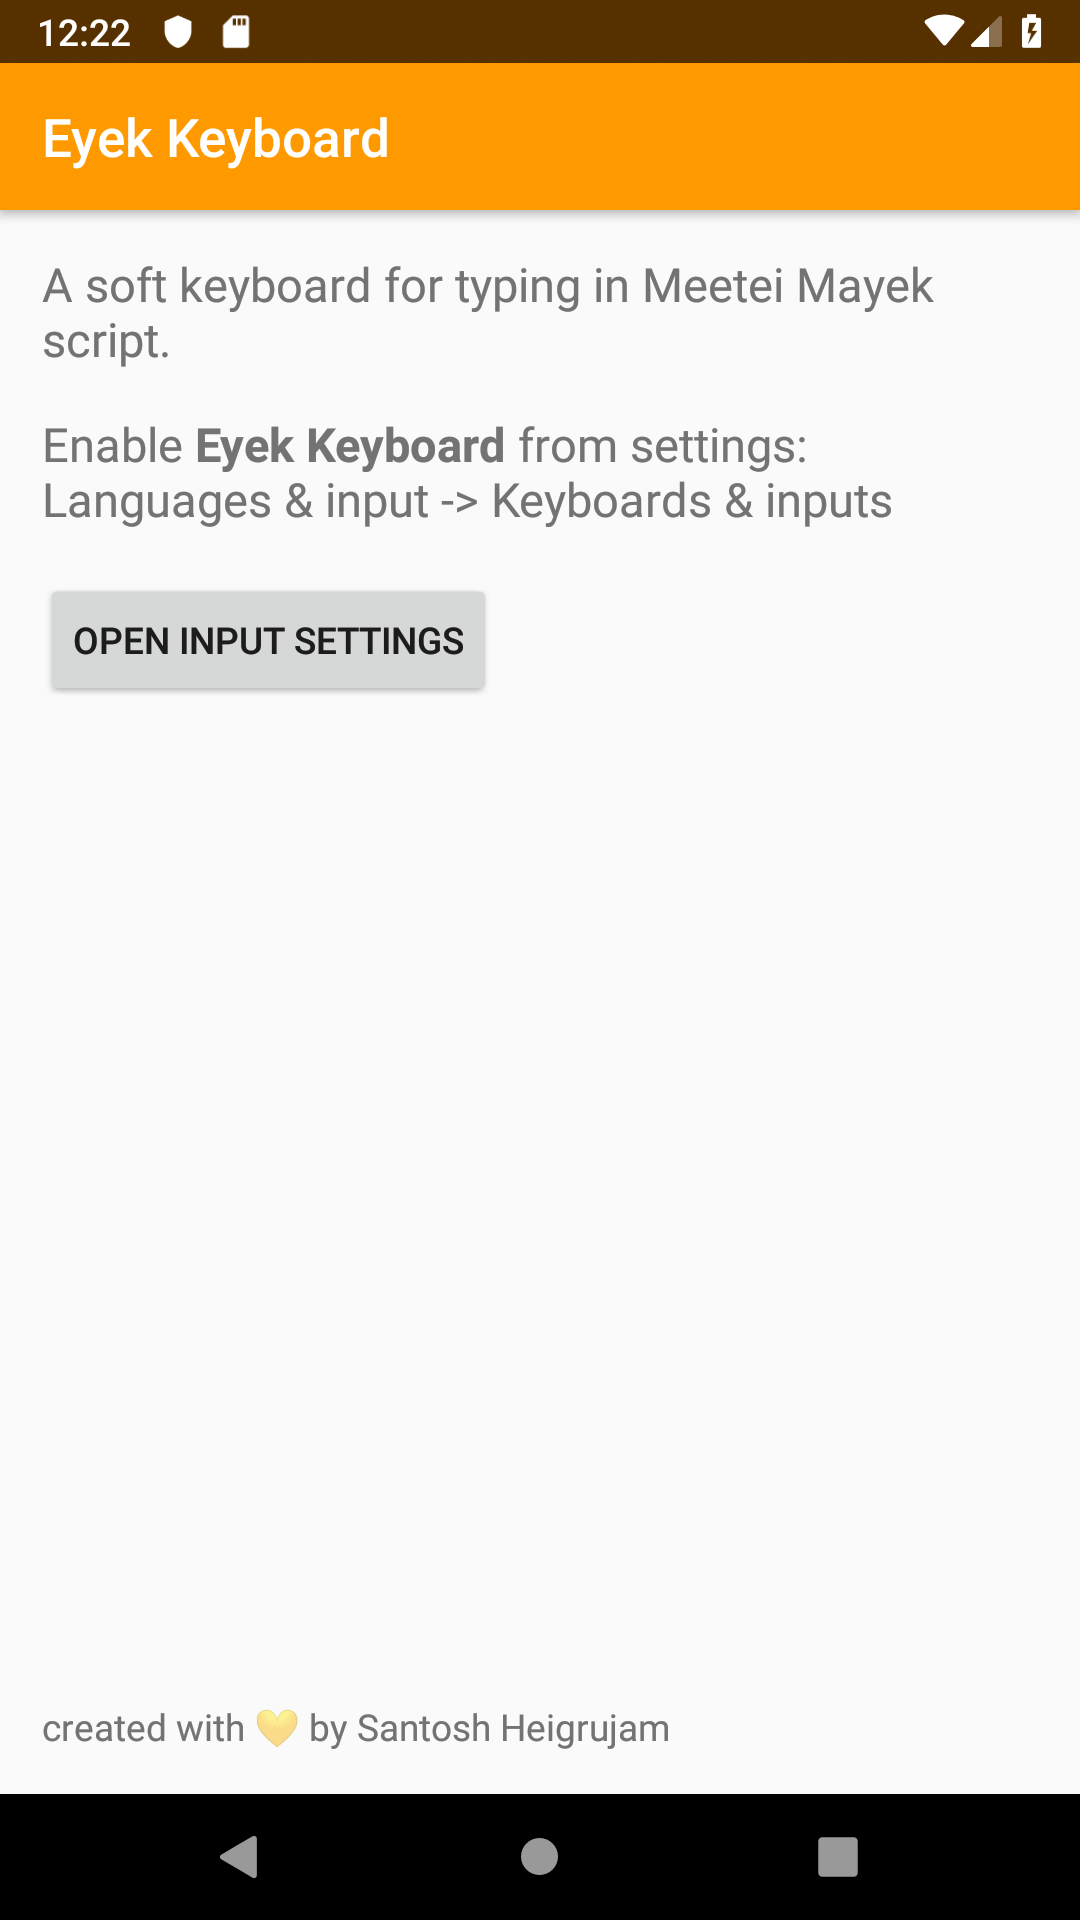 12:22
Eyek Keyboard
A soft keyboard for typing in Meetei Mayek
script.
Enable Eyek Keyboard from settings:
Languages & input -> Keyboards & inputs
OPEN INPUT SETTINGS
created with 💛 by Santosh Heigrujam